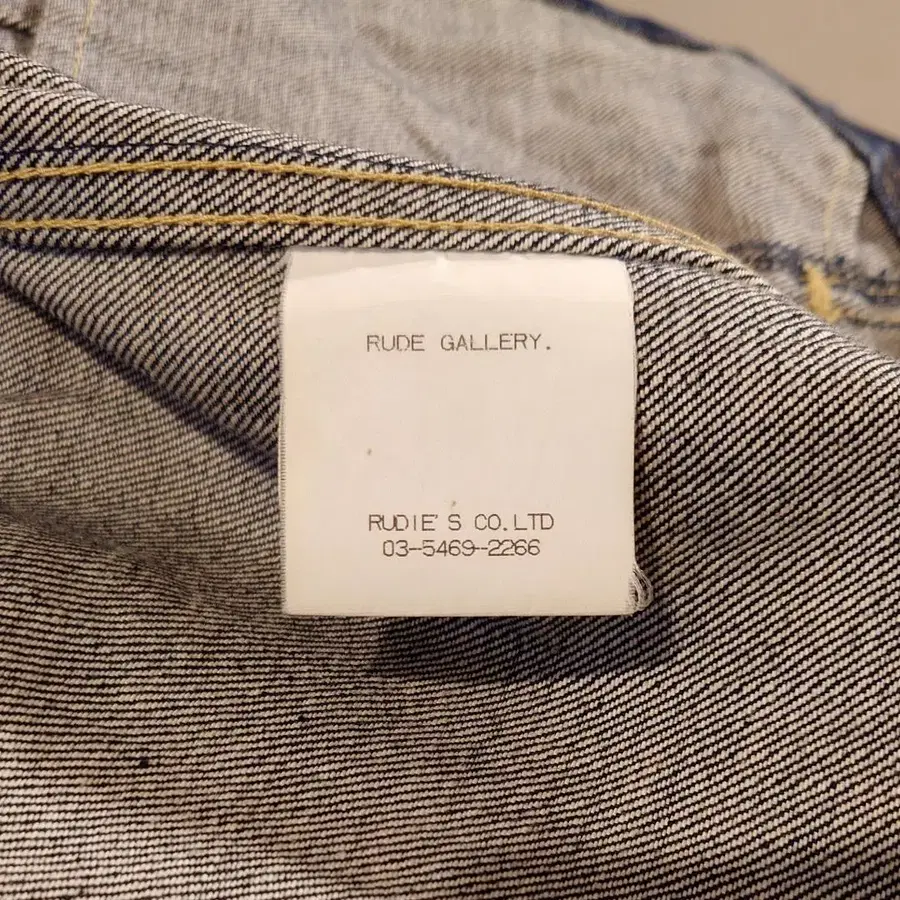 RUDE GALLERY.
RUDIE'S CO.LTD
03-5469-2266